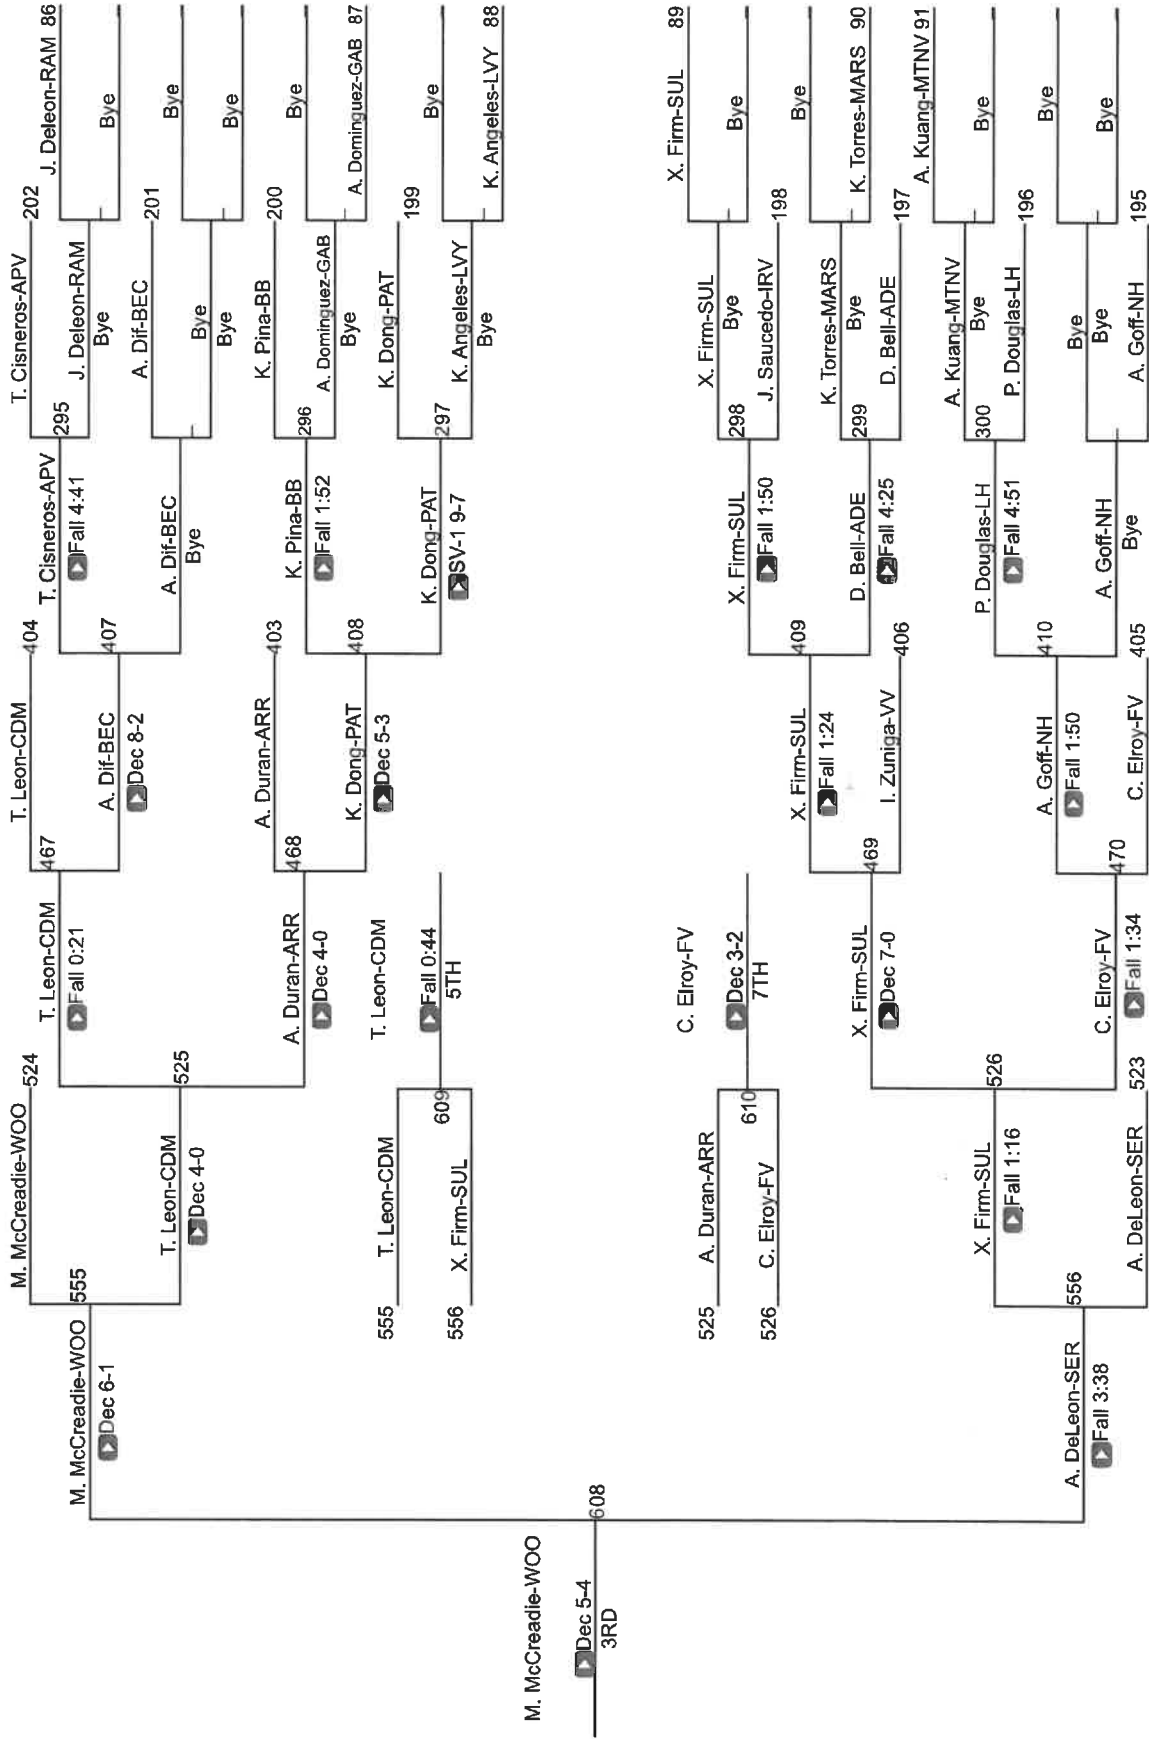 J. Deleon-RAM 86
Bye
Bye
Bye
Bye
A. Dominguez-GAB 87
Bye
K. Angeles-LVY 88
X. Firm-SUL 89
Bye
Bye
K. Torres-MARS 90
A. Kuang-MTNV 91
Bye
Bye
Bye
T. Cisneros-APV 202
J. Deleon-RAM
Bye
A. Dif-BEC 201
Bye
Bye
K. Pina-BB 200
A. Dominguez-GAB
Bye
K. Dong-PAT 199
K. Angeles-LVY
Bye
X. Firm-SUL
Bye
J. Saucedo-IRV 198
K. Torres-MARS
Bye
D. Bell-ADE 197
A. Kuang-MTNV
Bye
P. Douglas-LH 196
Bye
Bye
A. Goff-NH 195
T. Cisneros-APV 295
Fall 4:41
A. Dif-BEC
Bye
K. Pina-BB 296
Fall 1:52
K. Dong-PAT 297
SV-1 9-7
X. Firm-SUL 298
Fall 1:50
D. Bell-ADE 299
Fall 4:25
P. Douglas-LH 300
Fall 4:51
A. Goff-NH
Bye
T. Leon-CDM 404
A. Dif-BEC 407
Dec 8-2
A. Duran-ARR 403
K. Dong-PAT 408
Dec 5-3
X. Firm-SUL 409
Fall 1:24
I. Zuniga-VV 406
A. Goff-NH 410
Fall 1:50
C. Elroy-FV 405
T. Leon-CDM 467
Fall 0:21
A. Duran-ARR 468
Dec 4-0
T. Leon-CDM
Fall 0:44
5TH
C. Elroy-FV
Dec 3-2
7TH
X. Firm-SUL 469
Dec 7-0
C. Elroy-FV 470
Fall 1:34
M. McCreadie-WOO 524
T. Leon-CDM 525
Dec 4-0
555 T. Leon-CDM
609
556 X. Firm-SUL
525 A. Duran-ARR
610
526 C. Elroy-FV
X. Firm-SUL 526
Fall 1:16
A. DeLeon-SER 523
M. McCreadie-WOO 555
Dec 6-1
A. DeLeon-SER 556
Fall 3:38
M. McCreadie-WOO 608
Dec 5-4
3RD